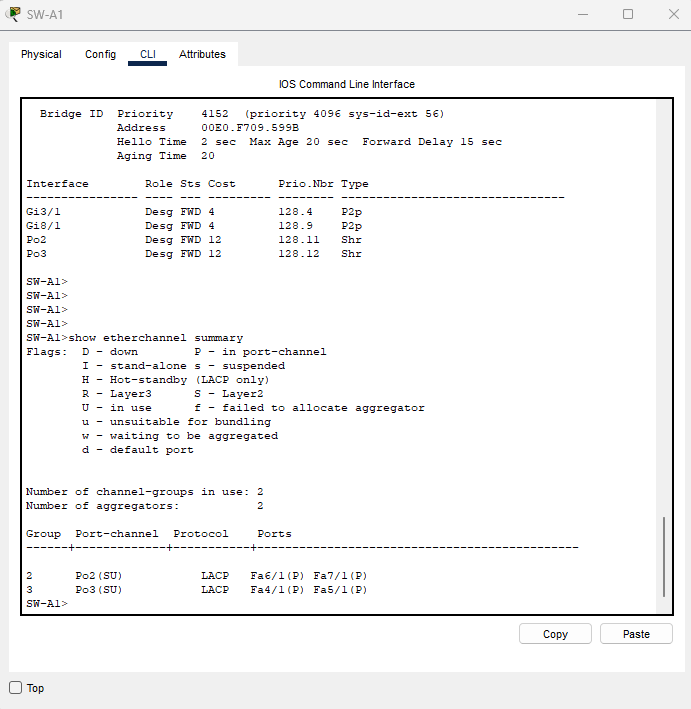 SW-A1
Physical Config CLI Attributes
IOS Command Line Interface
Bridge ID Priority 4152 (priority 4096 sys-id-ext 56)
Address 00E0.F709.599B
Hello Time 2 sec Max Age 20 sec Forward Delay 15 sec
Aging Time 20
Interface Role Sts Cost Prio.Nbr Type
---------------- ---- --- --------- -------- --------------------------------
Gi3/1 Desg FWD 4 128.4 P2p
Gi8/1 Desg FWD 4 128.9 P2p
Po2 Desg FWD 12 128.11 Shr
Po3 Desg FWD 12 128.12 Shr
SW-A1>
SW-A1>
SW-A1>
SW-A1>
SW-A1>show etherchannel summary
Flags: D - down P - in port-channel
I - stand-alone s - suspended
H - Hot-standby (LACP only)
R - Layer3 S - Layer2
U - in use f - failed to allocate aggregator
u - unsuitable for bundling
w - waiting to be aggregated
d - default port
Number of channel-groups in use: 2
Number of aggregators: 2
Group Port-channel Protocol Ports
------+-------------+-----------+----------------------------------------------
2 Po2(SU) LACP Fa6/1(P) Fa7/1(P)
3 Po3(SU) LACP Fa4/1(P) Fa5/1(P)
SW-A1>
Copy Paste
Top